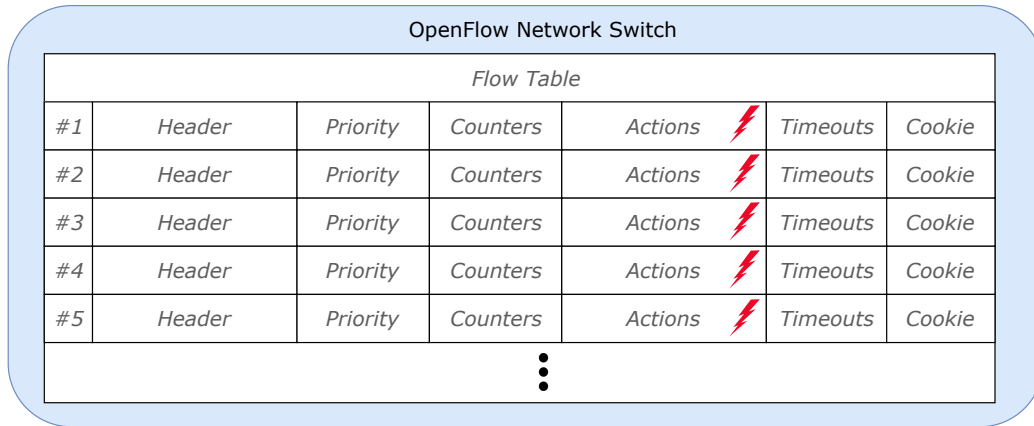 OpenFlow Network Switch
Flow Table
#1 Header Priority Counters Actions Timeouts Cookie
#2 Header Priority Counters Actions Timeouts Cookie
#3 Header Priority Counters Actions Timeouts Cookie
#4 Header Priority Counters Actions Timeouts Cookie
#5 Header Priority Counters Actions Timeouts Cookie